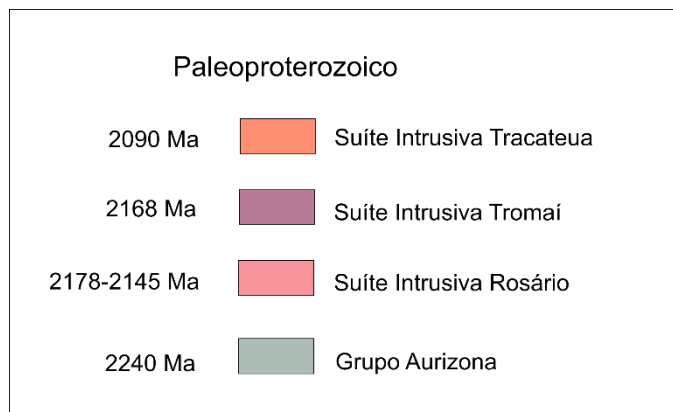 Paleoproterozoico
2090 Ma Suíte Intrusiva Tracateua
2168 Ma Suíte Intrusiva Tromaí
2178-2145 Ma Suíte Intrusiva Rosário
2240 Ma Grupo Aurizona